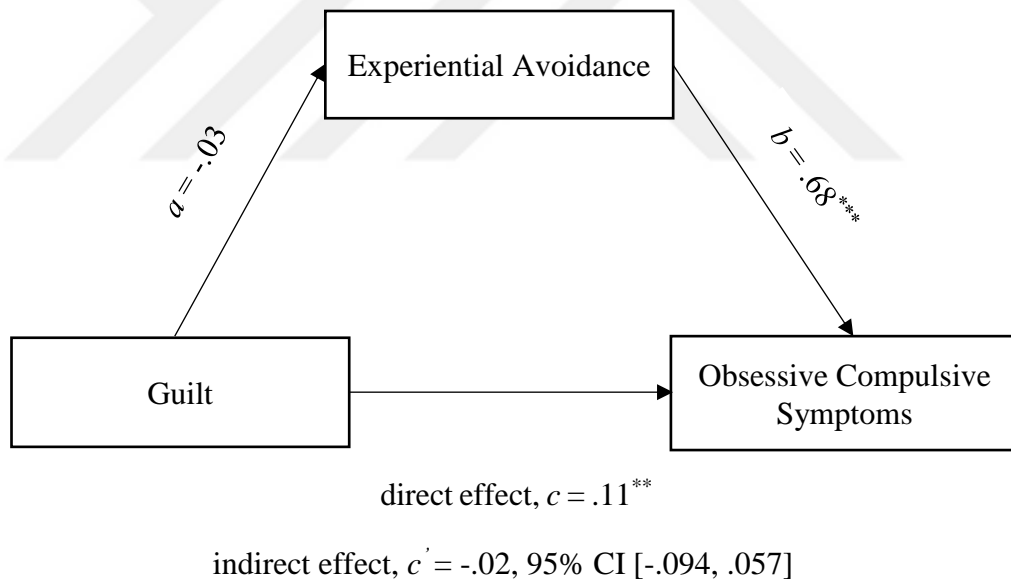 Experiential Avoidance
a = -.03
b = .68***
Guilt
Obsessive Compulsive
Symptoms
direct effect, c = .11**
indirect effect, c' = -.02, 95% CI [-.094, .057]